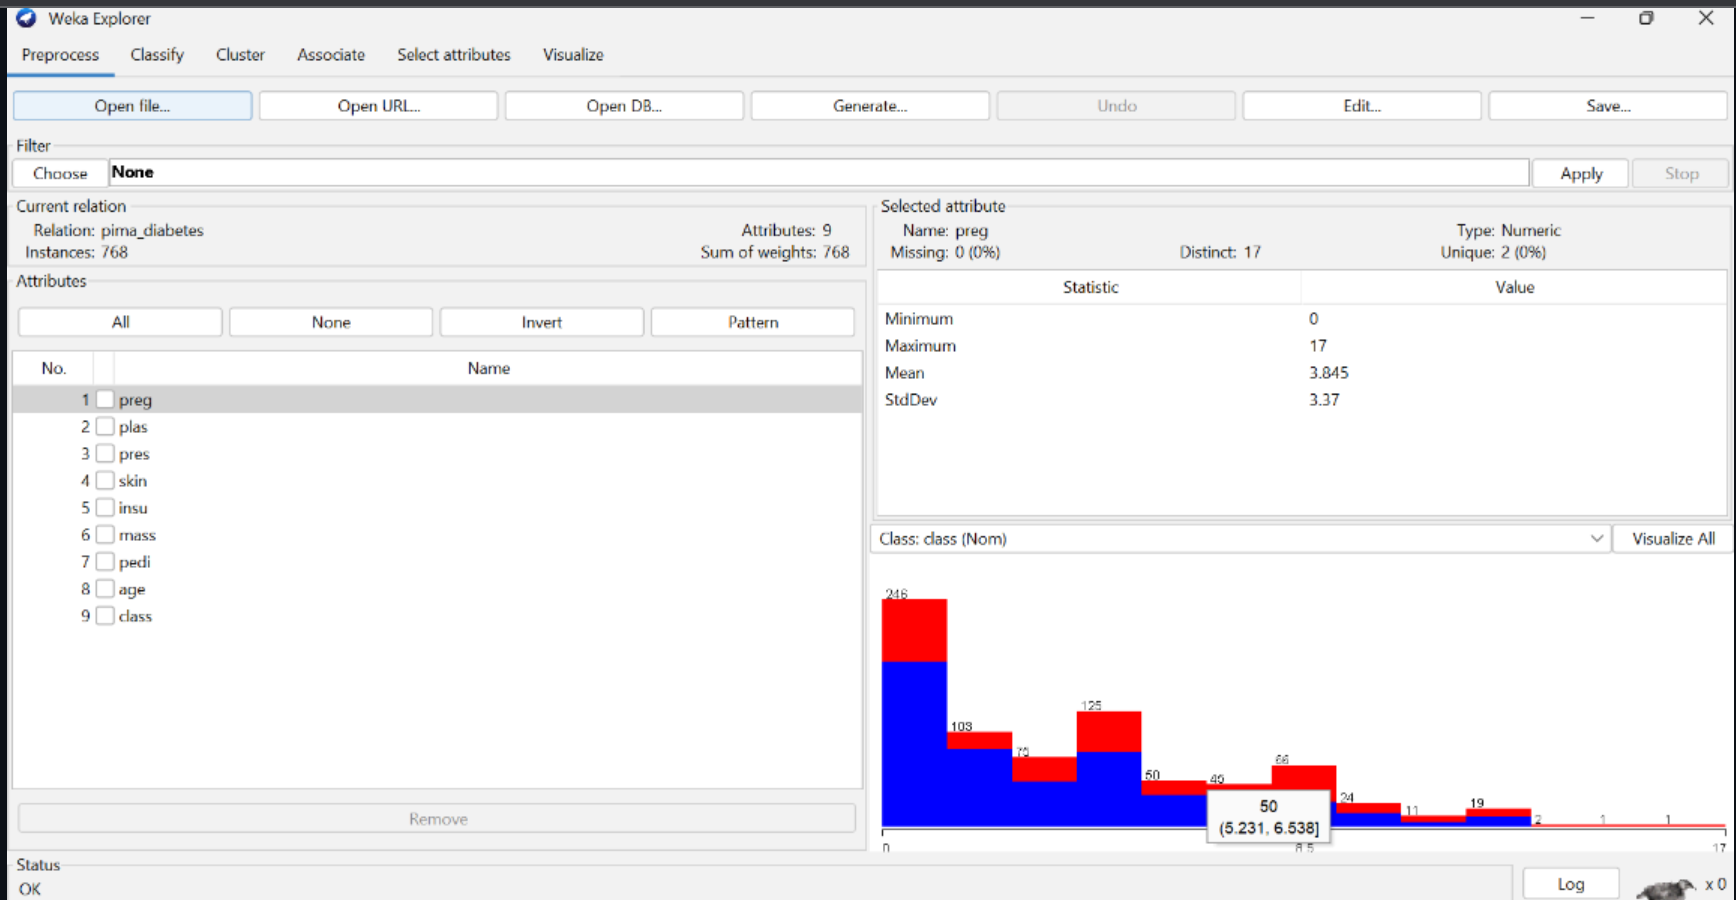 Weka Explorer
Preprocess Classify Cluster Associate Select attributes Visualize
Open file... Open URL... Open DB... Generate... Undo Edit... Save...
Filter
Choose None Apply Stop
Current relation
Relation: pima_diabetes Attributes: 9
Instances: 768 Sum of weights: 768
Attributes
All None Invert Pattern
No. Name
1 preg
2 plas
3 pres
4 skin
5 insu
6 mass
7 pedi
8 age
9 class
Remove
Selected attribute
Name: preg Type: Numeric
Missing: 0 (0%) Distinct: 17 Unique: 2 (0%)
Statistic Value
Minimum 0
Maximum 17
Mean 3.845
StdDev 3.37
Class: class (Nom) Visualize All
246
103
125
50
24
11
19
2
1
1
50
(5.231, 6.538]
0 8.5 17
Status
OK
Log x 0